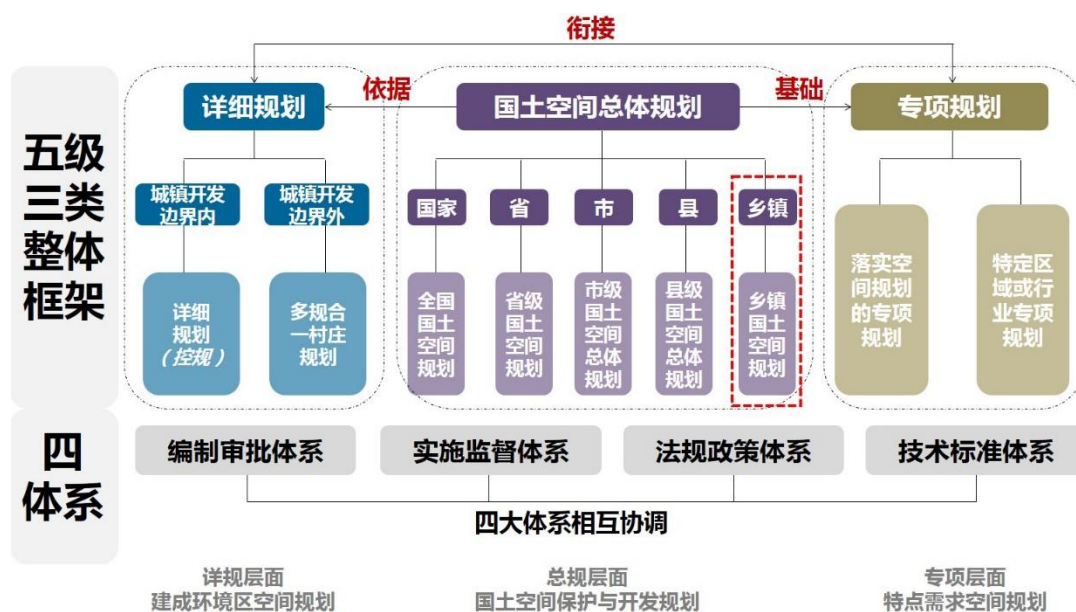 衔接
五级
三类
整体
框架
详细规划
依据
国土空间总体规划
基础
专项规划
城镇开发
边界内
城镇开发
边界外
国家
省
市
县
乡镇
详细
规划
(控规)
多规合
一村庄
规划
全国
国土
空间
规划
省级
国土
空间
规划
市级
国土
空间
总体
规划
县级
国土
空间
总体
规划
乡镇
国土
空间
规划
落实空
间规划
的专项
规划
特定区
域或行
业专项
规划
四
体系
编制审批体系
实施监督体系
法规政策体系
技术标准体系
四大体系相互协调
详规层面
建成环境区空间规划
总规层面
国土空间保护与开发规划
专项层面
特点需求空间规划